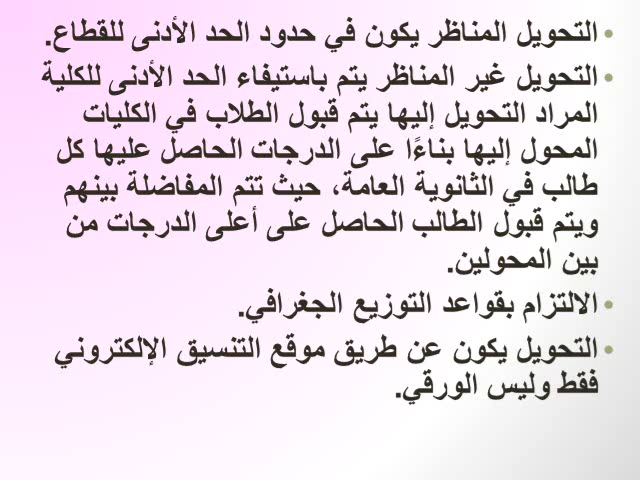 • التحويل المناظر يكون في حدود الحد الأدنى للقطاع.
• التحويل غير المناظر يتم باستيفاء الحد الأدنى للكلية
المراد التحويل إليها يتم قبول الطلاب في الكليات
المحول إليها بناءًا على الدرجات الحاصل عليها كل
طالب في الثانوية العامة، حيث تتم المفاضلة بينهم
ويتم قبول الطالب الحاصل على أعلى الدرجات من
بين المحولين.
• الالتزام بقواعد التوزيع الجغرافي.
• التحويل يكون عن طريق موقع التنسيق الإلكتروني
فقط وليس الورقي.